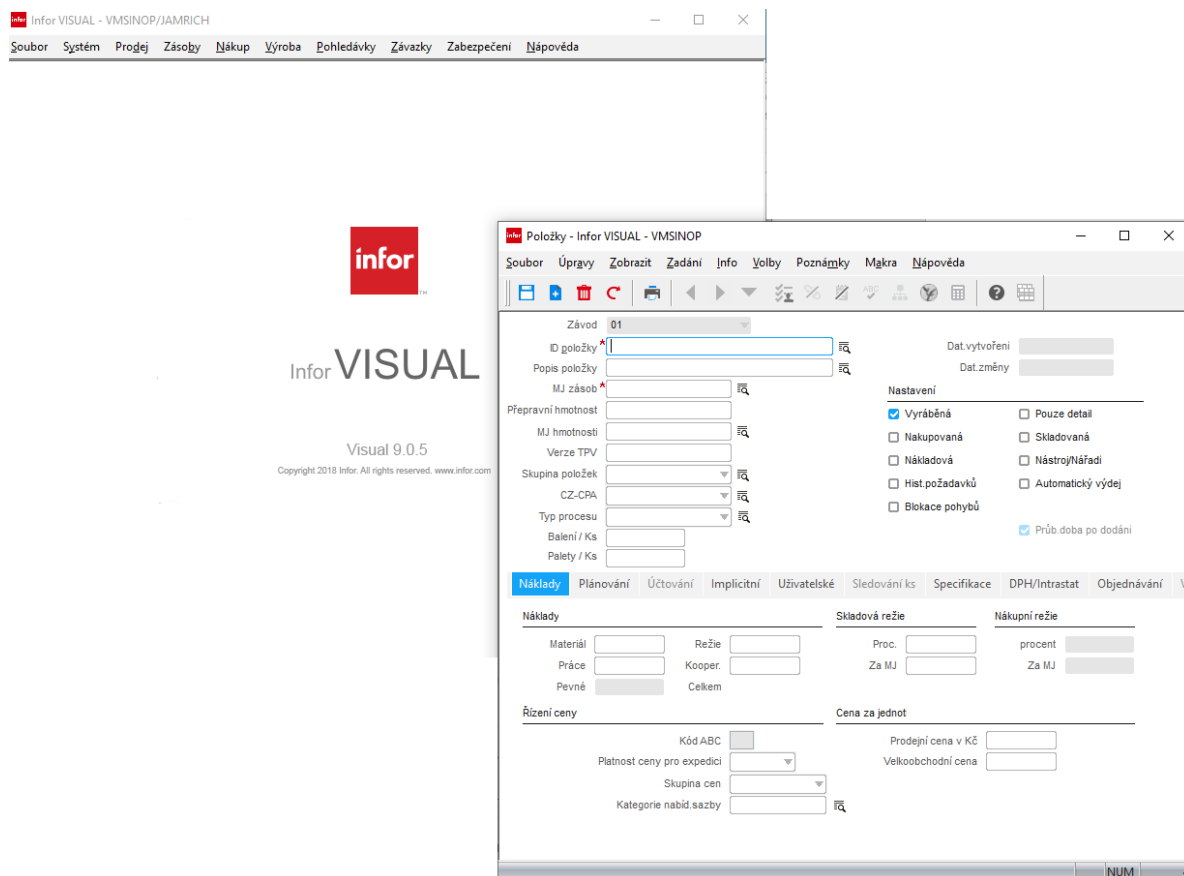 infor Infor VISUAL - VMSINOP/JAMRICH
Soubor Systém Prodej Zásoby Nákup Výroba Pohledávky Závazky Zabezpečení Nápověda
infor
TM
Infor VISUAL
Visual 9.0.5
Copyright 2018 Infor. All rights reserved. www.infor.com
infor Položky - Infor VISUAL - VMSINOP
Soubor Úpravy Zobrazit Zadání Info Volby Poznámky Makra Nápověda
ABC
Závod 01
ID položky *
Dat.vytvoření
Popis položky
Dat.změny
MJ zásob *
Nastavení
Přepravní hmotnost
Vyráběná
Pouze detail
MJ hmotnosti
Nakupovaná
Skladovaná
Verze TPV
Nákladová
Nástroj/Nářadí
Skupina položek
Hist.požadavků
Automatický výdej
CZ-CPA
Blokace pohybů
Typ procesu
Průb.doba po dodání
Balení / Ks
Palety / Ks
Náklady Plánování Účtování Implicitní Uživatelské Sledování ks Specifikace DPH/Intrastat Objednávání
Náklady
Skladová režie
Nákupní režie
Materiál
Režie
Proc.
procent
Práce
Kooper.
Za MJ
Za MJ
Pevné
Celkem
Řízení ceny
Cena za jednot
Kód ABC
Prodejní cena v Kč
Platnost ceny pro expedici
Velkoobchodní cena
Skupina cen
Kategorie nabíd.sazby
NUM